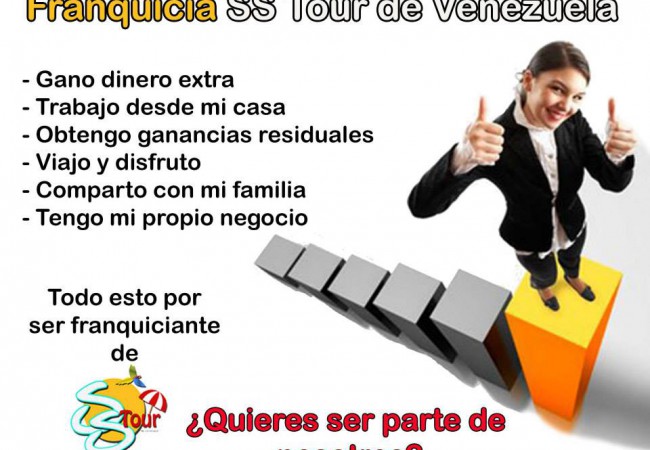 Franquicia SS Tour de Venezuela
- Gano dinero extra
- Trabajo desde mi casa
- Obtengo ganancias residuales
- Viajo y disfruto
- Comparto con mi familia
- Tengo mi propio negocio
Todo esto por
ser franquiciante
de
SS
Tour
¿Quieres ser parte de
nosotros?